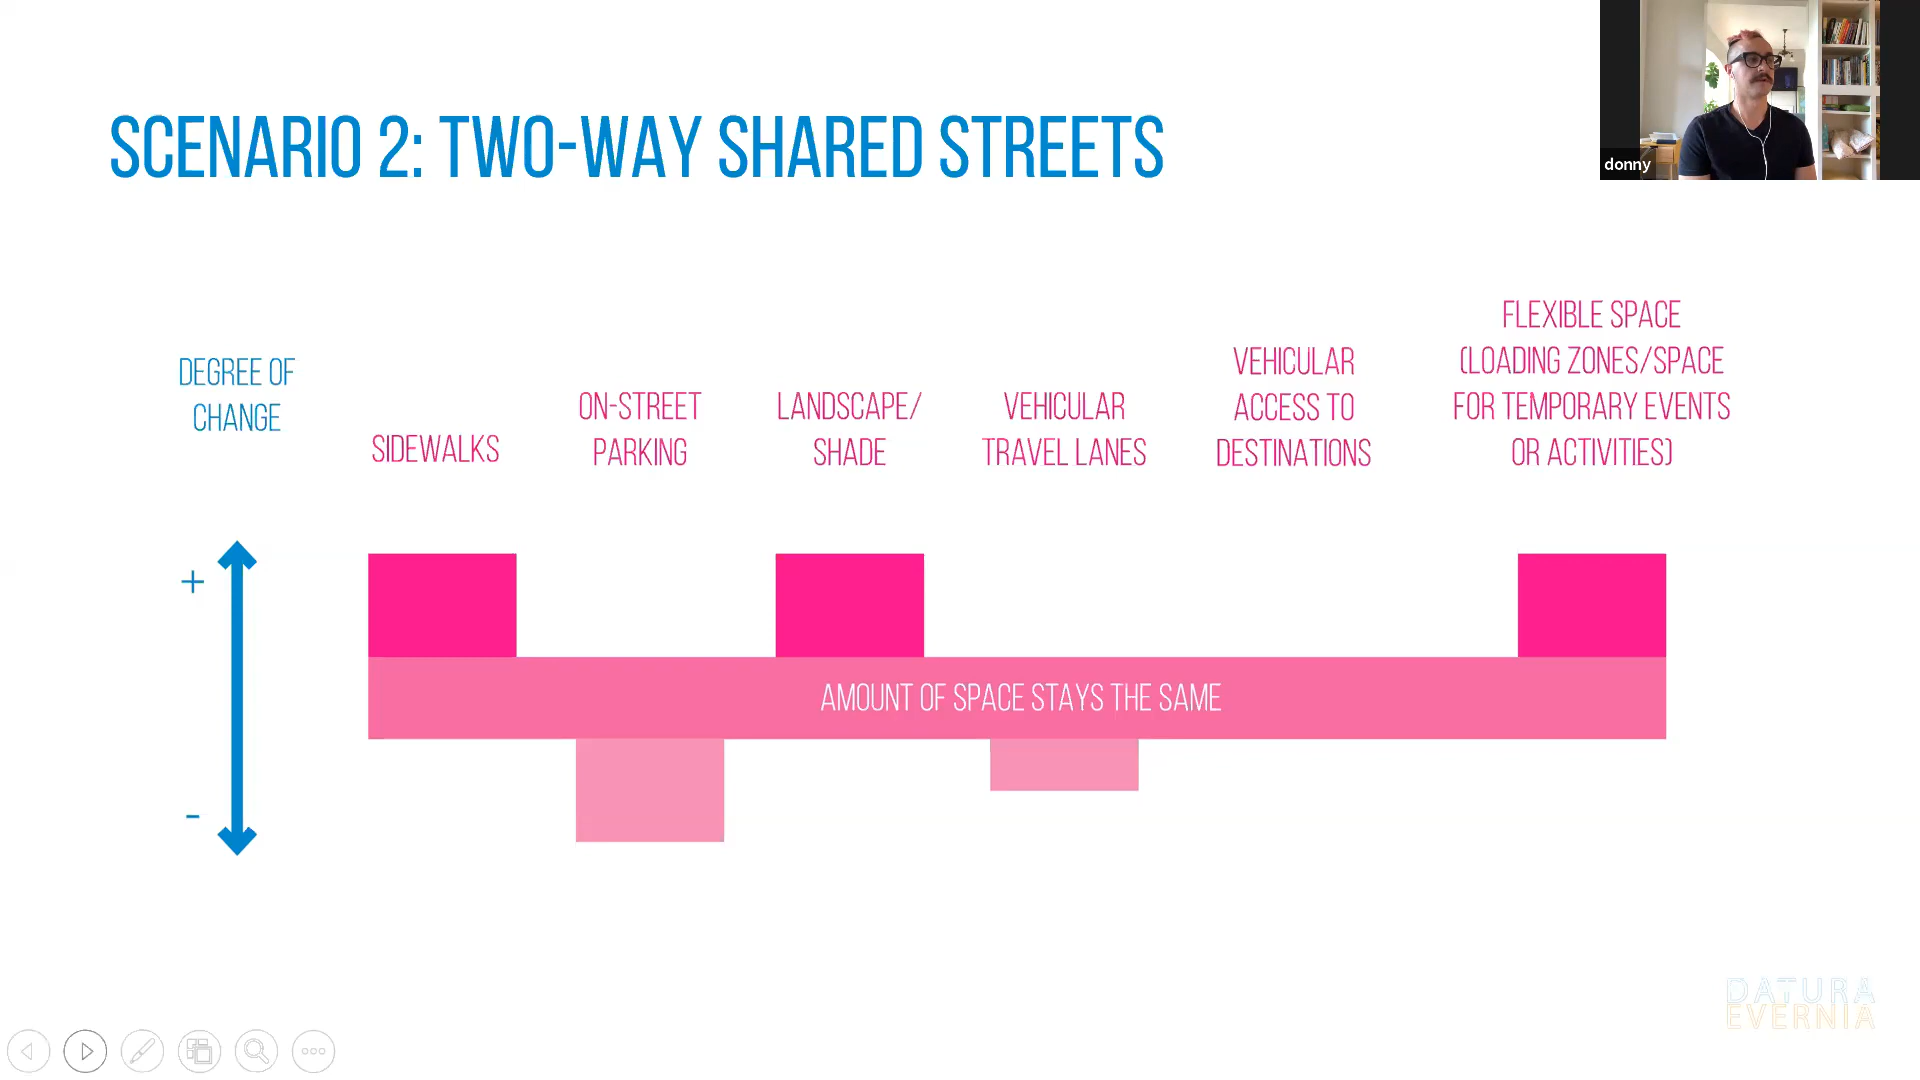 donny
SCENARIO 2: TWO-WAY SHARED STREETS
DEGREE OF
CHANGE
SIDEWALKS
ON-STREET
PARKING
LANDSCAPE/
SHADE
VEHICULAR
TRAVEL LANES
VEHICULAR
ACCESS TO
DESTINATIONS
FLEXIBLE SPACE
(LOADING ZONES/SPACE
FOR TEMPORARY EVENTS
OR ACTIVITIES)
+
AMOUNT OF SPACE STAYS THE SAME
-
DATURA
EVERNIA